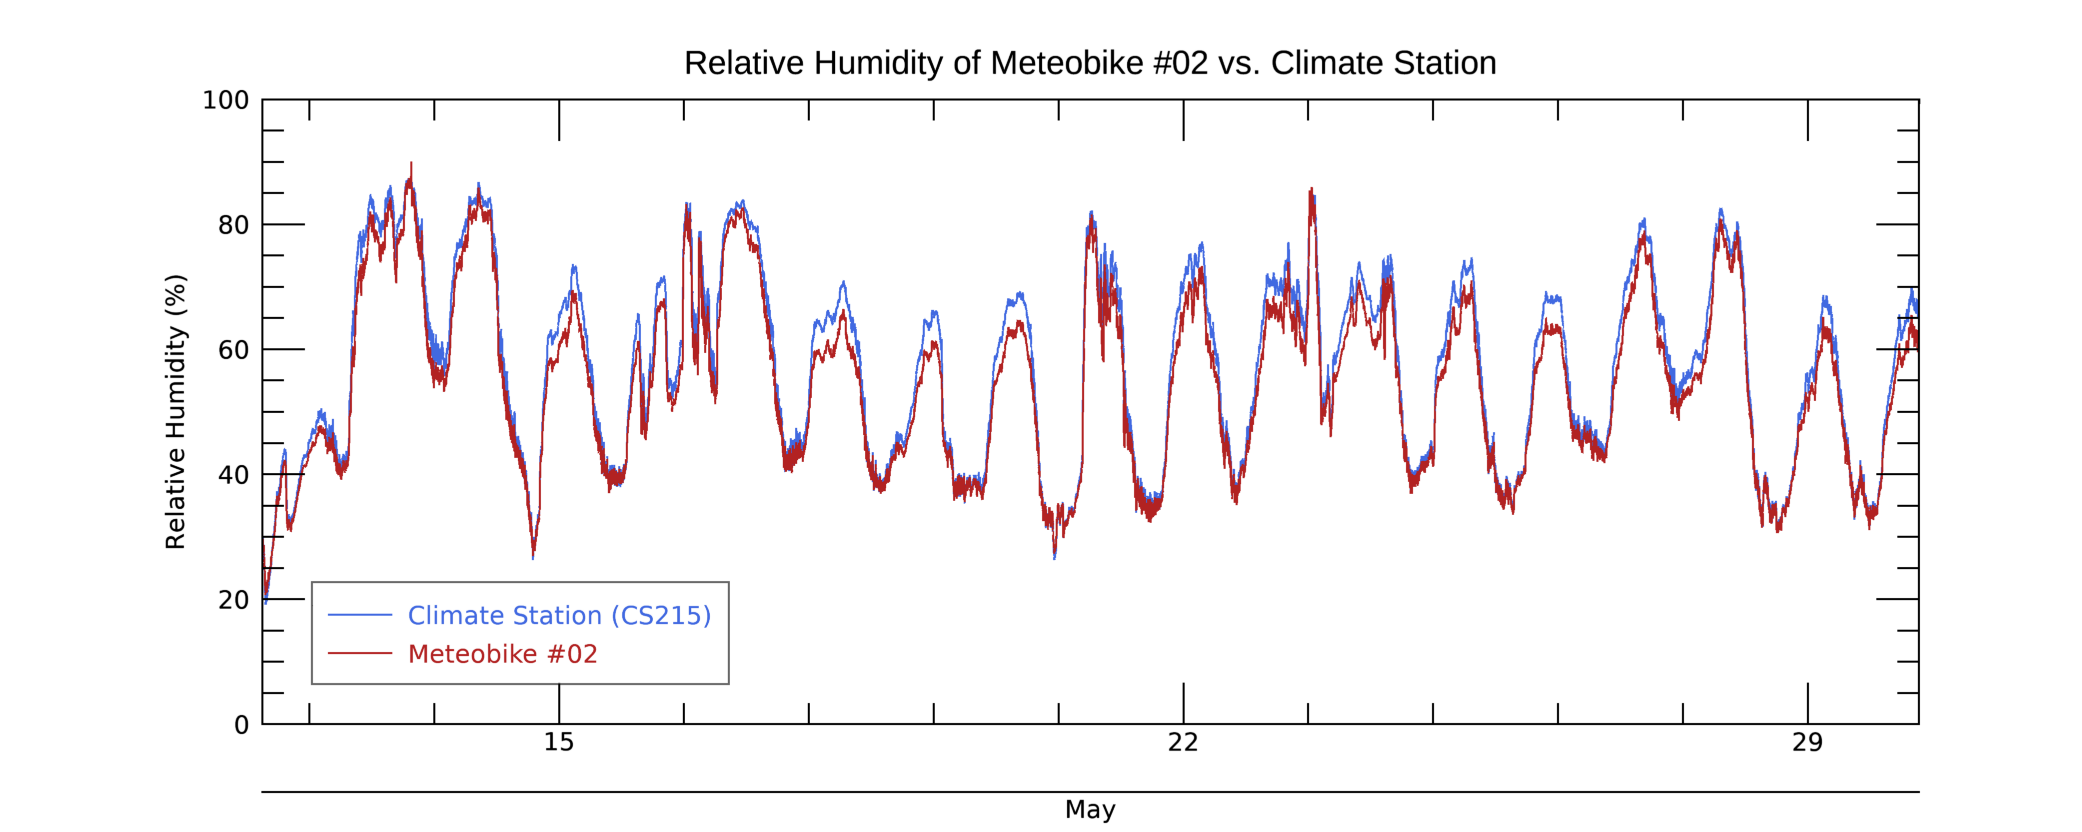 Relative Humidity of Meteobike #02 vs. Climate Station
Relative Humidity (%)
100
80
60
40
20
0
Climate Station (CS215)
Meteobike #02
15
22
29
May